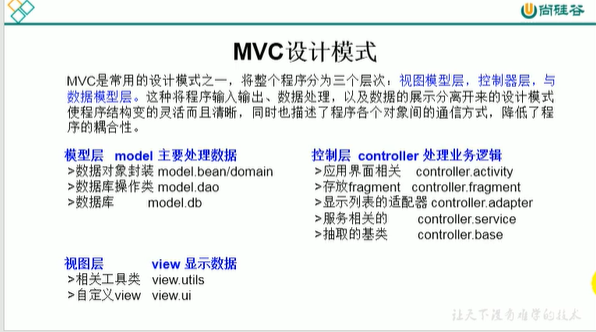 尚硅谷
MVC设计模式
MVC是常用的设计模式之一，将整个程序分为三个层次：视图模型层，控制器层，与
数据模型层。这种将程序输入输出、数据处理，以及数据的展示分离开来的设计模式
使程序结构变的灵活而且清晰，同时也描述了程序各个对象间的通信方式，降低了程
序的耦合性。
模型层 model 主要处理数据
>数据对象封装 model.bean/domain
>数据库操作类 model.dao
>数据库 model.db
控制层 controller 处理业务逻辑
>应用界面相关 controller.activity
>存放fragment controller.fragment
>显示列表的适配器 controller.adapter
>服务相关的 controller.service
>抽取的基类 controller.base
视图层 view 显示数据
>相关工具类 view.utils
>自定义view view.ui
让天下没有难学的技术